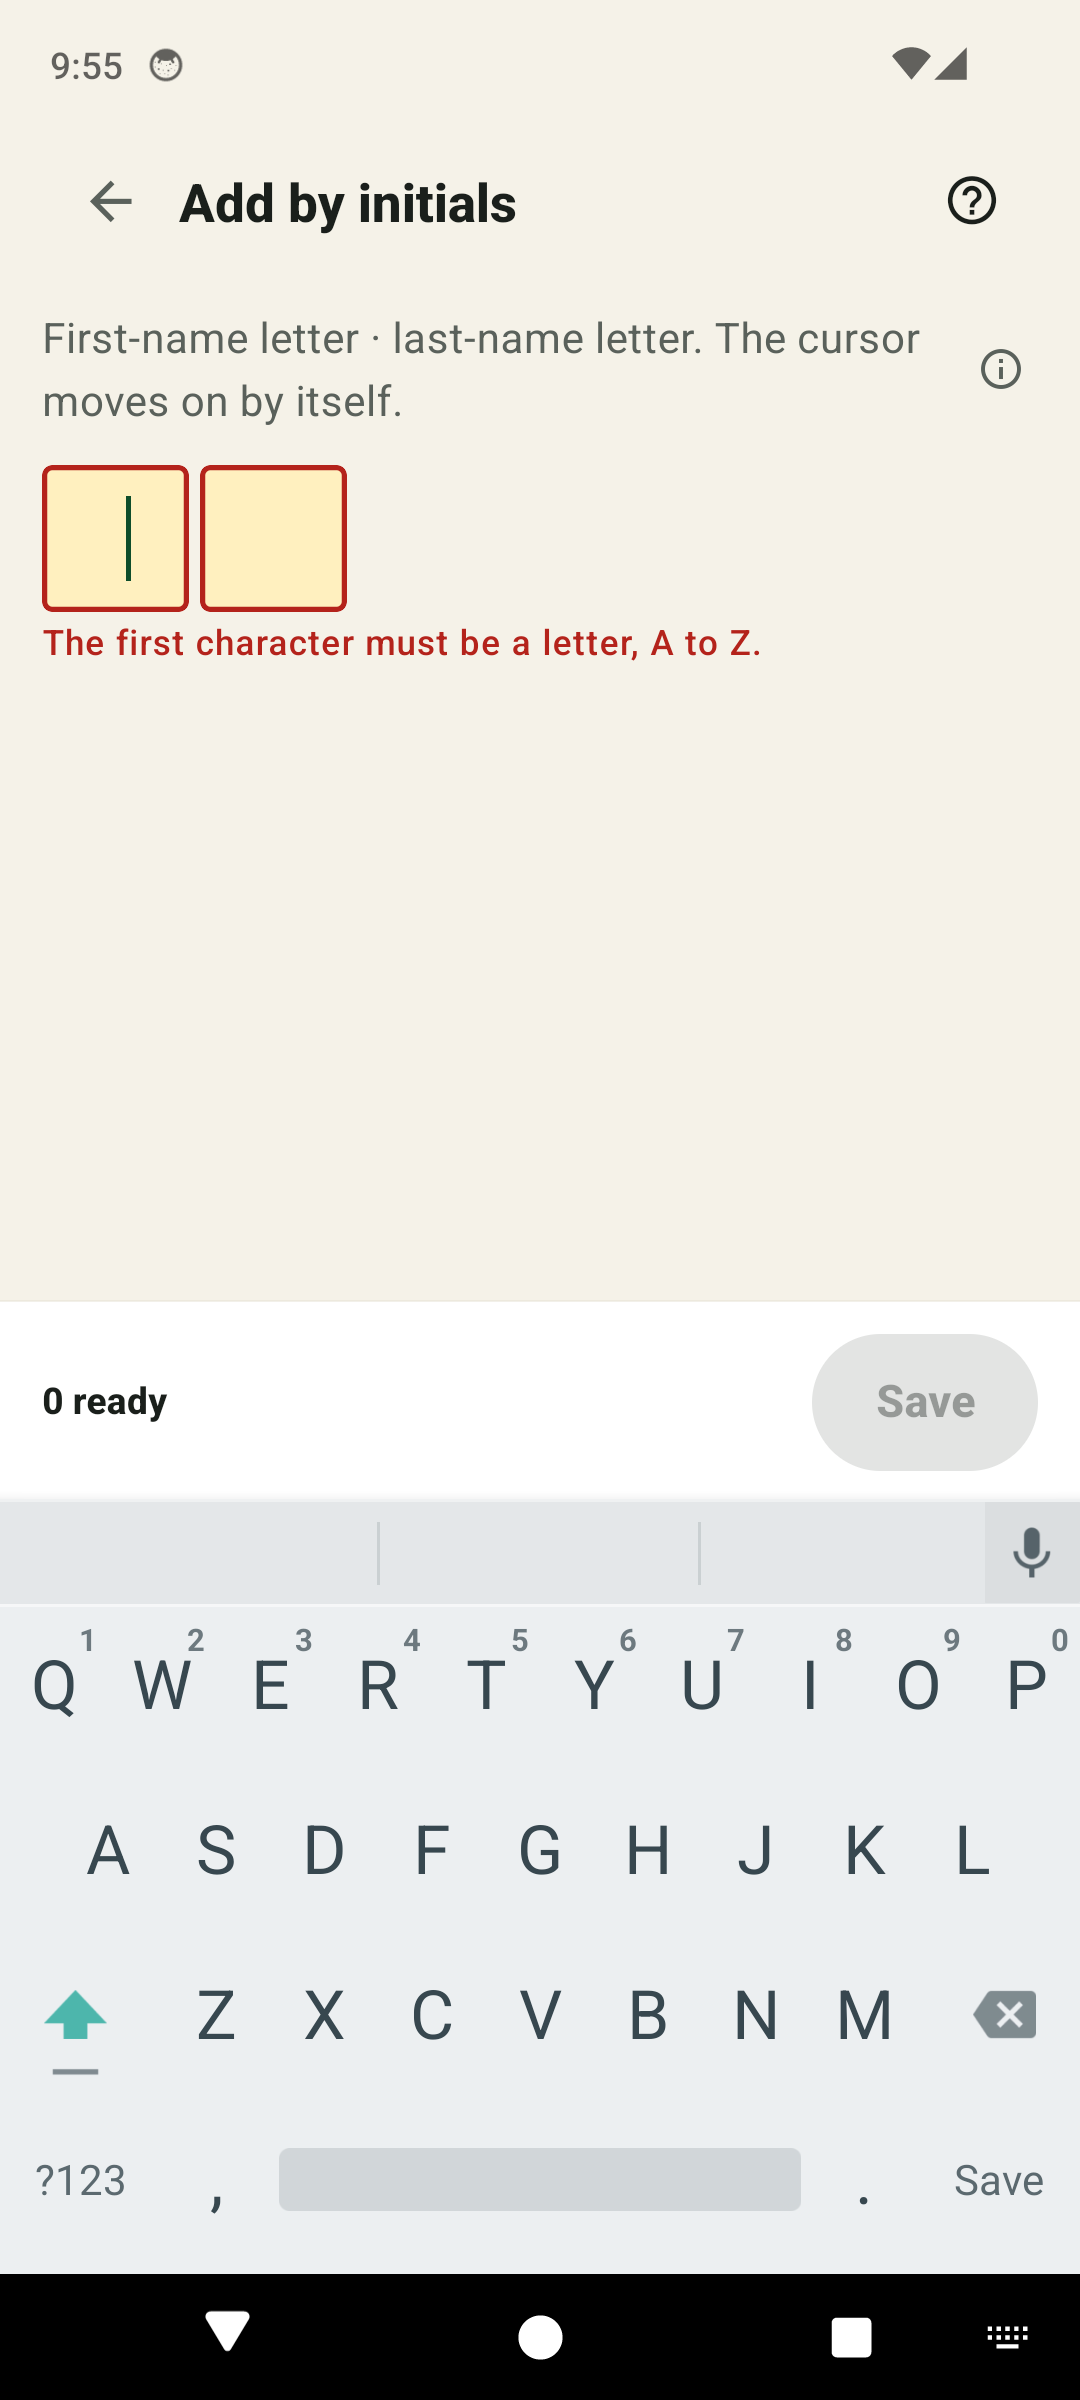 9:55
Add by initials
First-name letter · last-name letter. The cursor
moves on by itself.
The first character must be a letter, A to Z.
0 ready
Save
1 2 3 4 5 6 7 8 9 0
Q W E R T Y U I O P
A S D F G H J K L
Z X C V B N M
?123 , . Save